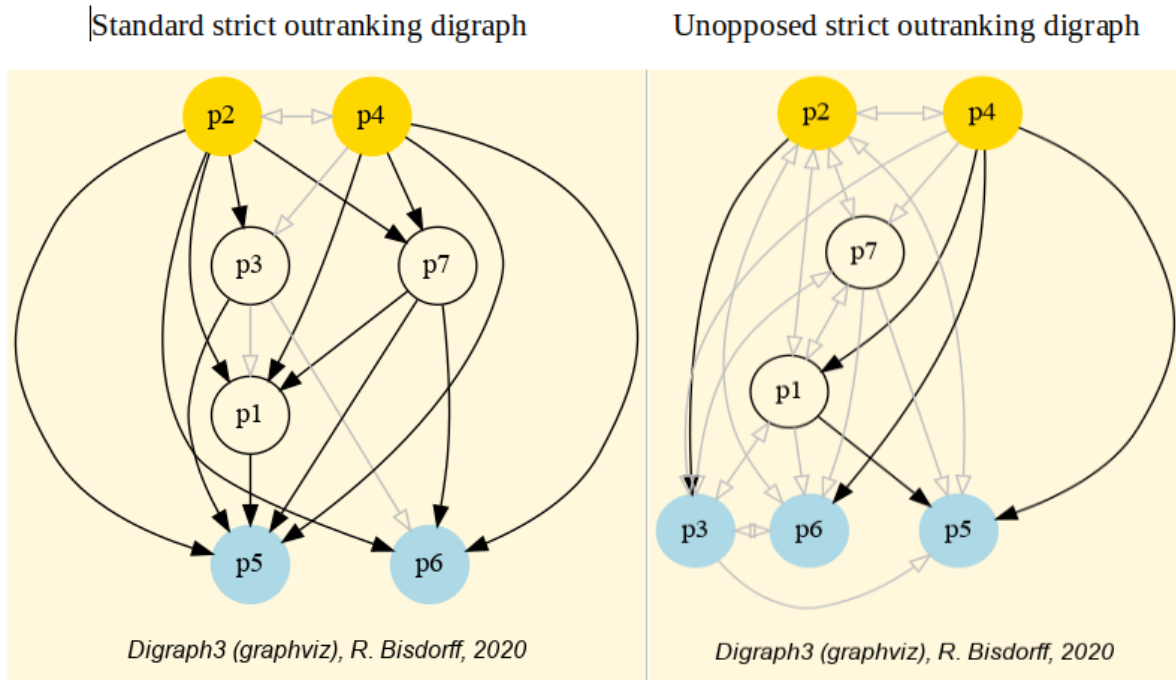 Standard strict outranking digraph
p2
p4
p3
p7
p1
p5
p6
Digraph3 (graphviz), R. Bisdorff, 2020
Unopposed strict outranking digraph
p2
p4
p7
p1
p3
p6
p5
Digraph3 (graphviz), R. Bisdorff, 2020